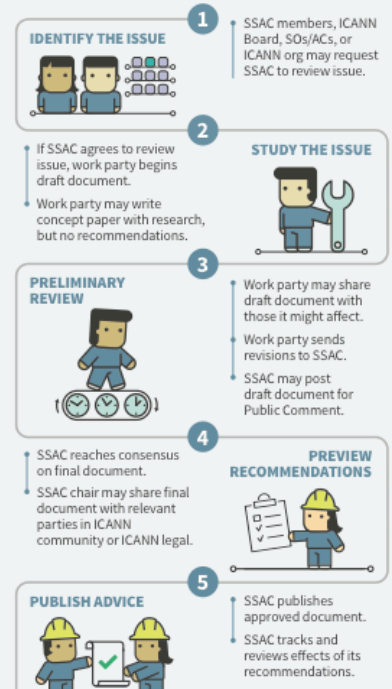 1
IDENTIFY THE ISSUE
SSAC members, ICANN
Board, SOs/ACs, or
ICANN org may request
SSAC to review issue.
2
If SSAC agrees to review
issue, work party begins
draft document.
Work party may write
concept paper with research,
but no recommendations.
STUDY THE ISSUE
3
PRELIMINARY
REVIEW
Work party may share
draft document with
those it might affect.
Work party sends
revisions to SSAC.
SSAC may post
draft document for
Public Comment.
4
SSAC reaches consensus
on final document.
SSAC chair may share final
document with relevant
parties in ICANN
community or ICANN legal.
PREVIEW
RECOMMENDATIONS
5
PUBLISH ADVICE
SSAC publishes
approved document.
SSAC tracks and
reviews effects of its
recommendations.